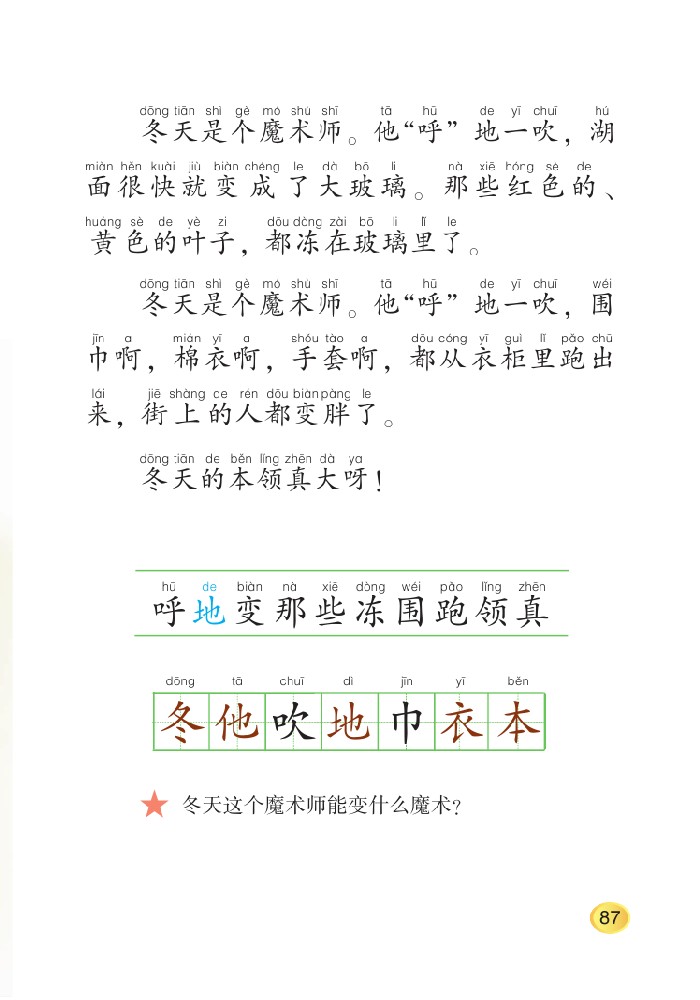 dōng tiān shì gè mó shù shī tā hū de yī chuī hú
冬天是个魔术师。他“呼”地一吹，湖
miàn hěn kuài jiù biàn chéng le dà bō li nà xiē hóng sè de
面很快就变成了大玻璃。那些红色的、
huáng sè de yè zi dōu dòng zài bō li lǐ le
黄色的叶子，都冻在玻璃里了。
dōng tiān shì gè mó shù shī tā hū de yī chuī wéi
冬天是个魔术师。他“呼”地一吹，围
jīn a mián yī a shǒu tào a dōu cóng yī guì lǐ pǎo chū
巾啊，棉衣啊，手套啊，都从衣柜里跑出
lái jiē shàng de rén dōu biàn pàng le
来，街上的人都变胖了。
dōng tiān de běn lǐng zhēn dà ya
冬天的本领真大呀！
hū de biàn nà xiē dòng wéi pǎo lǐng zhēn
呼地变那些冻围跑领真
dōng tā chuī dì jīn yī běn
冬他吹地巾衣本
冬天这个魔术师能变什么魔术？
87